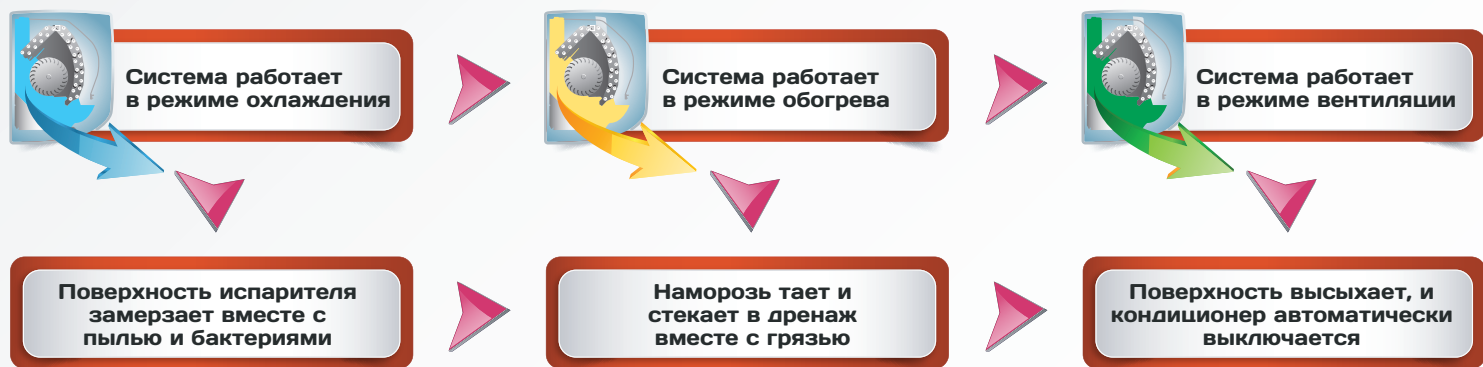 Система работает
в режиме охлаждения
Система работает
в режиме обогрева
Система работает
в режиме вентиляции
Поверхность испарителя
замерзает вместе с
пылью и бактериями
Наморозь тает и
стекает в дренаж
вместе с грязью
Поверхность высыхает, и
кондиционер автоматически
выключается